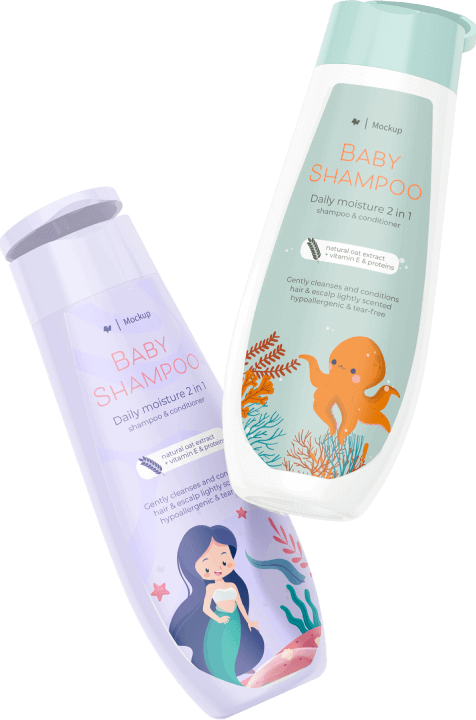 Mockup
BABY
SHAMPOO
Daily moisture 2 in 1
shampoo & conditioner
natural oat extract
+ vitamin E & proteins
Gently cleanses and conditions
hair & escalp lightly scented
hypoallergenic & tear-free
Mockup
BABY
SHAMPOO
Daily moisture 2 in 1
shampoo & conditioner
natural oat extract
+ vitamin E & protein
Gently cleanses and con
hair & escalp lightly sc
hypoallergenic & tear